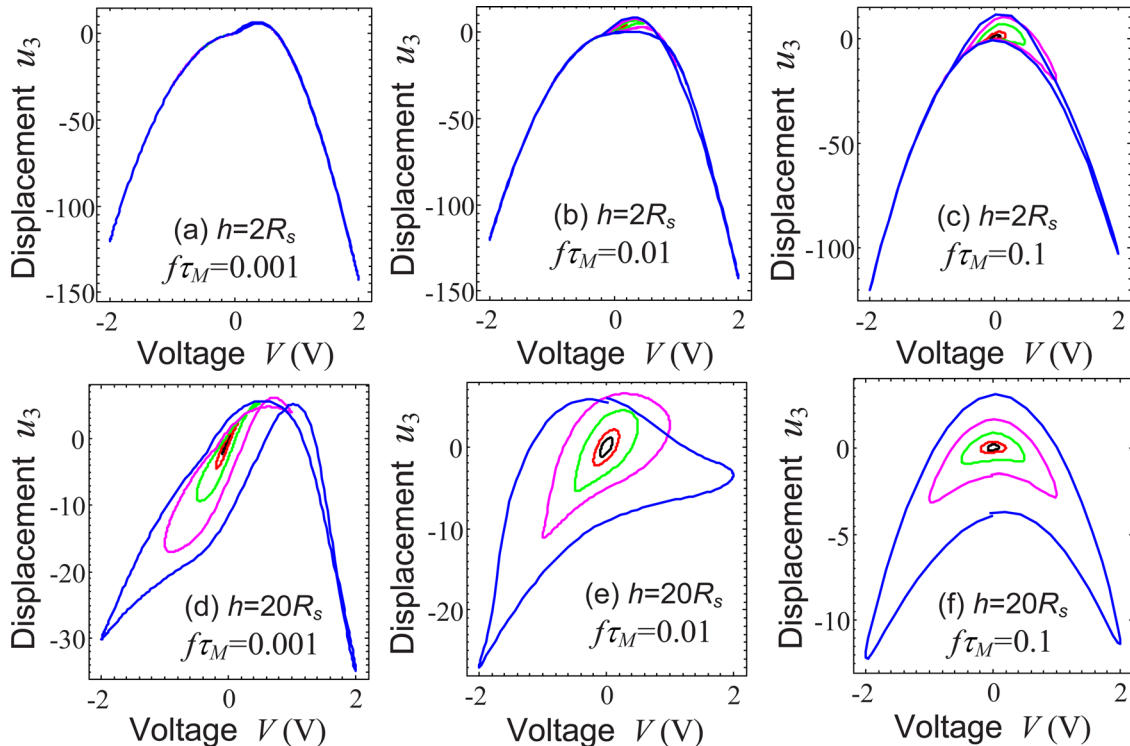 Displacement u3
0
-50
-100
-150
(a) h=2Rs
fτM=0.001
-2
0
2
Voltage V (V)
Displacement u3
0
-50
-100
-150
(b) h=2Rs
fτM=0.01
-2
0
2
Voltage V (V)
Displacement u3
0
-50
-100
(c) h=2Rs
fτM=0.1
-2
0
2
Voltage V (V)
Displacement u3
0
-10
-20
-30
(d) h=20Rs
fτM=0.001
-2
0
2
Voltage V (V)
Displacement u3
0
-10
-20
(e) h=20Rs
fτM=0.01
-2
0
2
Voltage V (V)
Displacement u3
0
-5
-10
(f) h=20Rs
fτM=0.1
-2
0
2
Voltage V (V)